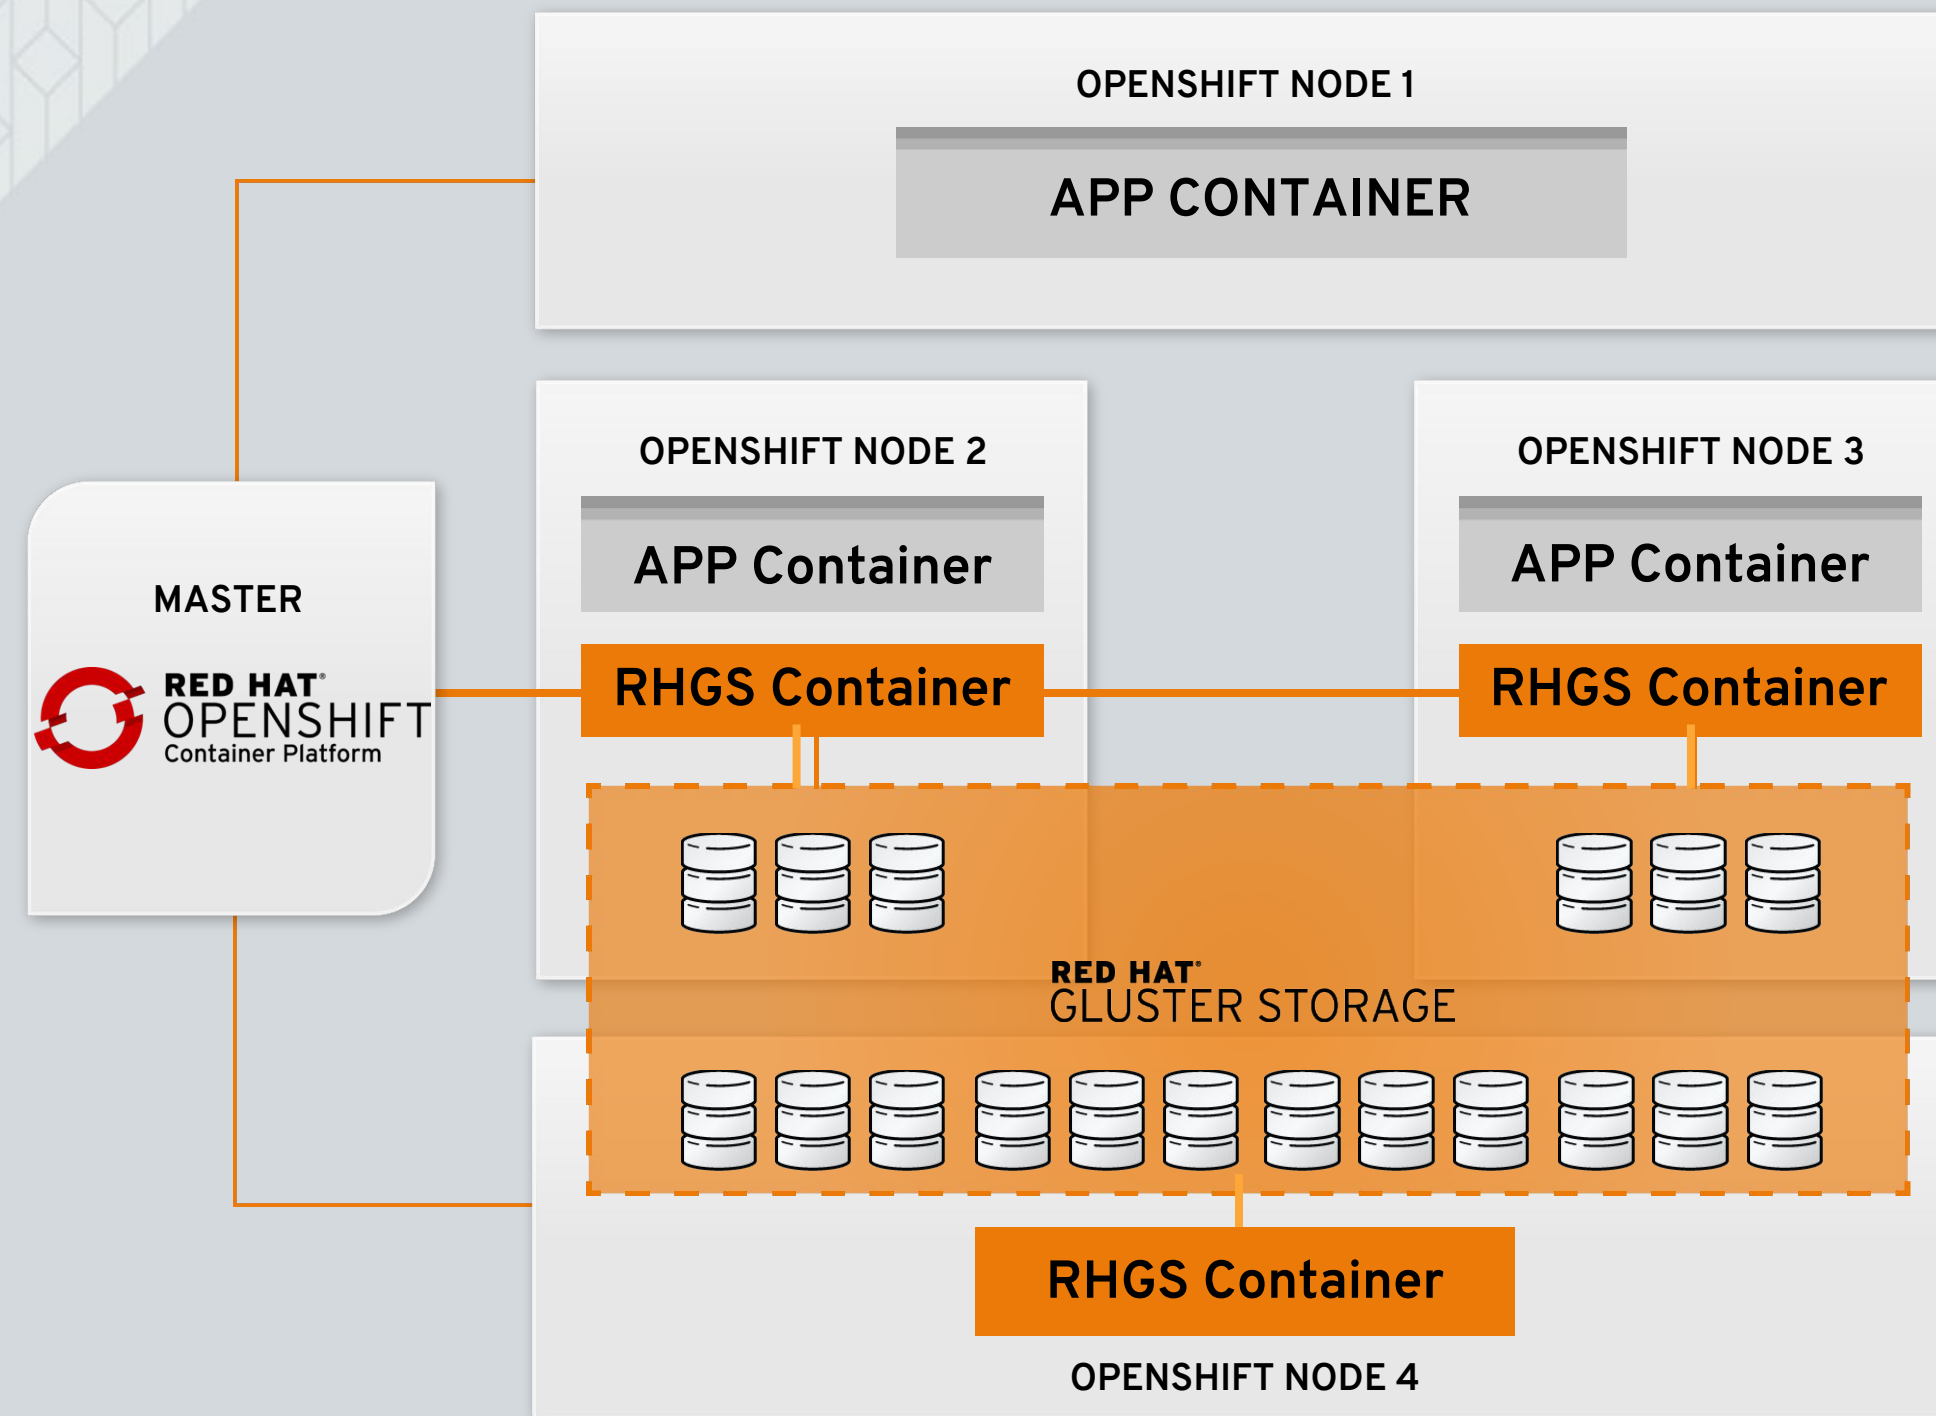 OPENSHIFT NODE 1
APP CONTAINER
OPENSHIFT NODE 2
APP Container
RHGS Container
OPENSHIFT NODE 3
APP Container
RHGS Container
MASTER
RED HAT®
OPENSHIFT
Container Platform
RED HAT®
GLUSTER STORAGE
RHGS Container
OPENSHIFT NODE 4